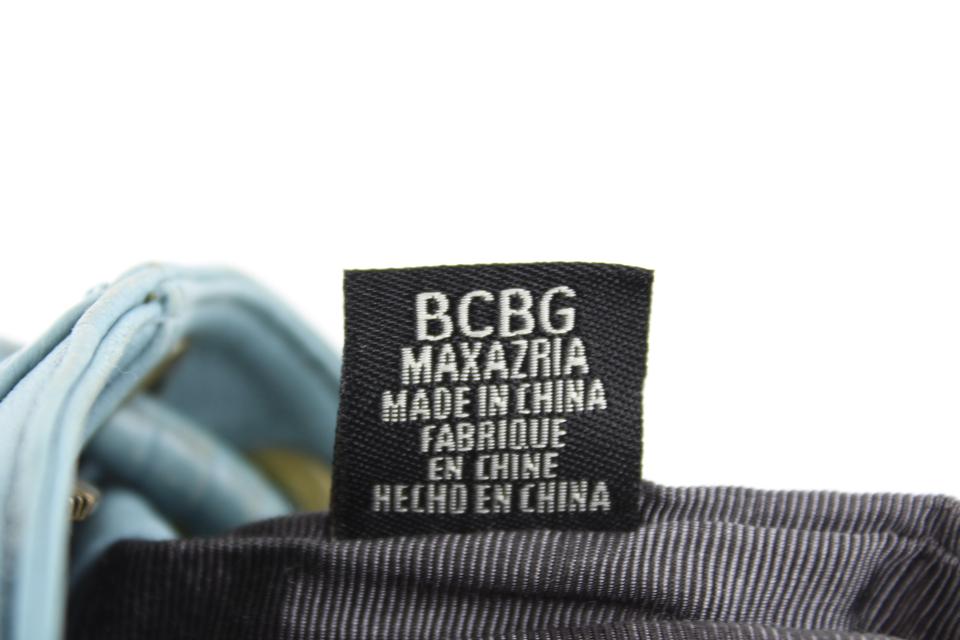 BCBG
MAXAZRIA
MADE IN CHINA
FABRIQUE
EN CHINE
HECHO EN CHINA